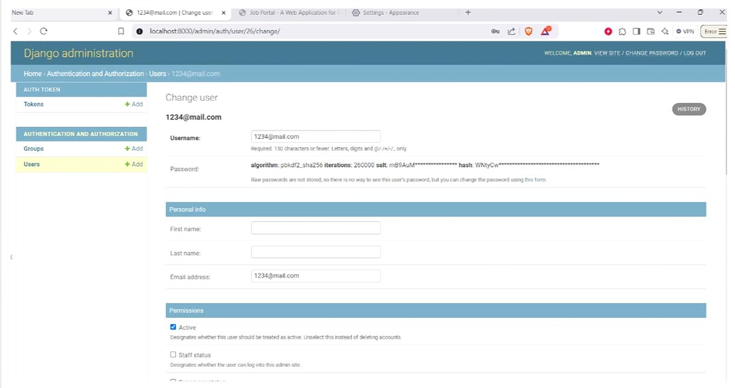 New Tab
1234@mail.com | Change user
Job Portal - A Web Application for
Settings - Appearance
localhost:8000/admin/auth/user/26/change/
VPN
Error
Django administration
WELCOME, ADMIN. VIEW SITE / CHANGE PASSWORD / LOG OUT
Home › Authentication and Authorization › Users › 1234@mail.com
AUTH TOKEN
Tokens + Add
AUTHENTICATION AND AUTHORIZATION
Groups + Add
Users + Add
Change user
HISTORY
1234@mail.com
Username: 1234@mail.com
Required. 150 characters or fewer. Letters, digits and @/./+/-/_ only.
Password: algorithm: pbkdf2_sha256 iterations: 260000 salt: mB9AuM**************** hash: WNtyCw**************************************
Raw passwords are not stored, so there is no way to see this user's password, but you can change the password using this form.
Personal info
First name:
Last name:
Email address: 1234@mail.com
Permissions
Active
Designates whether this user should be treated as active. Unselect this instead of deleting accounts.
Staff status
Designates whether the user can log into this admin site.